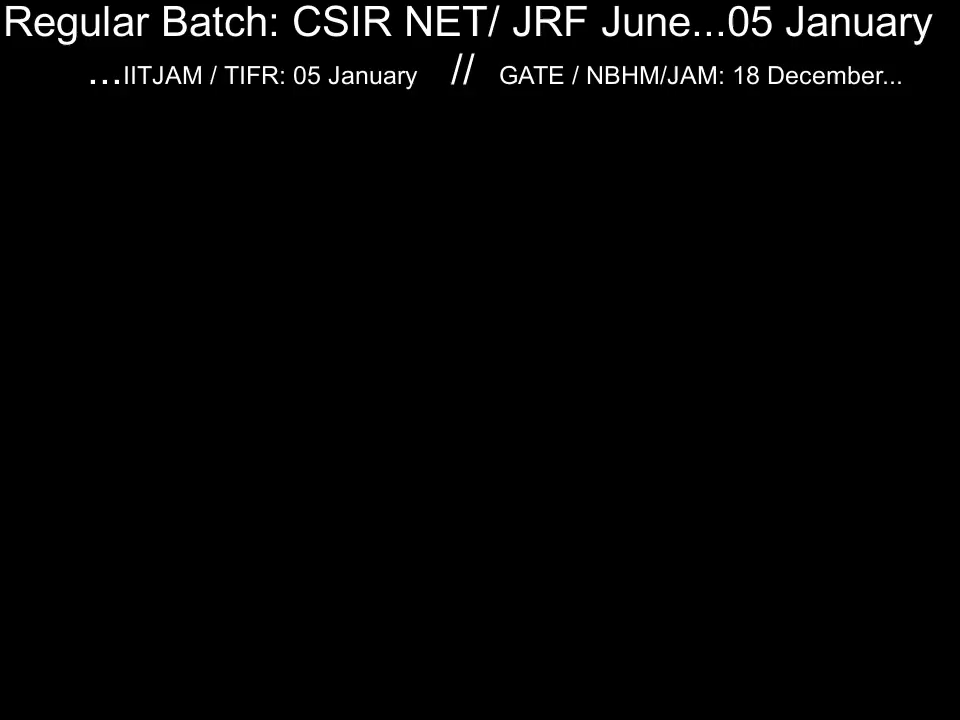 Regular Batch: CSIR NET/ JRF June...05 January
...IITJAM / TIFR: 05 January // GATE / NBHM/JAM: 18 December...